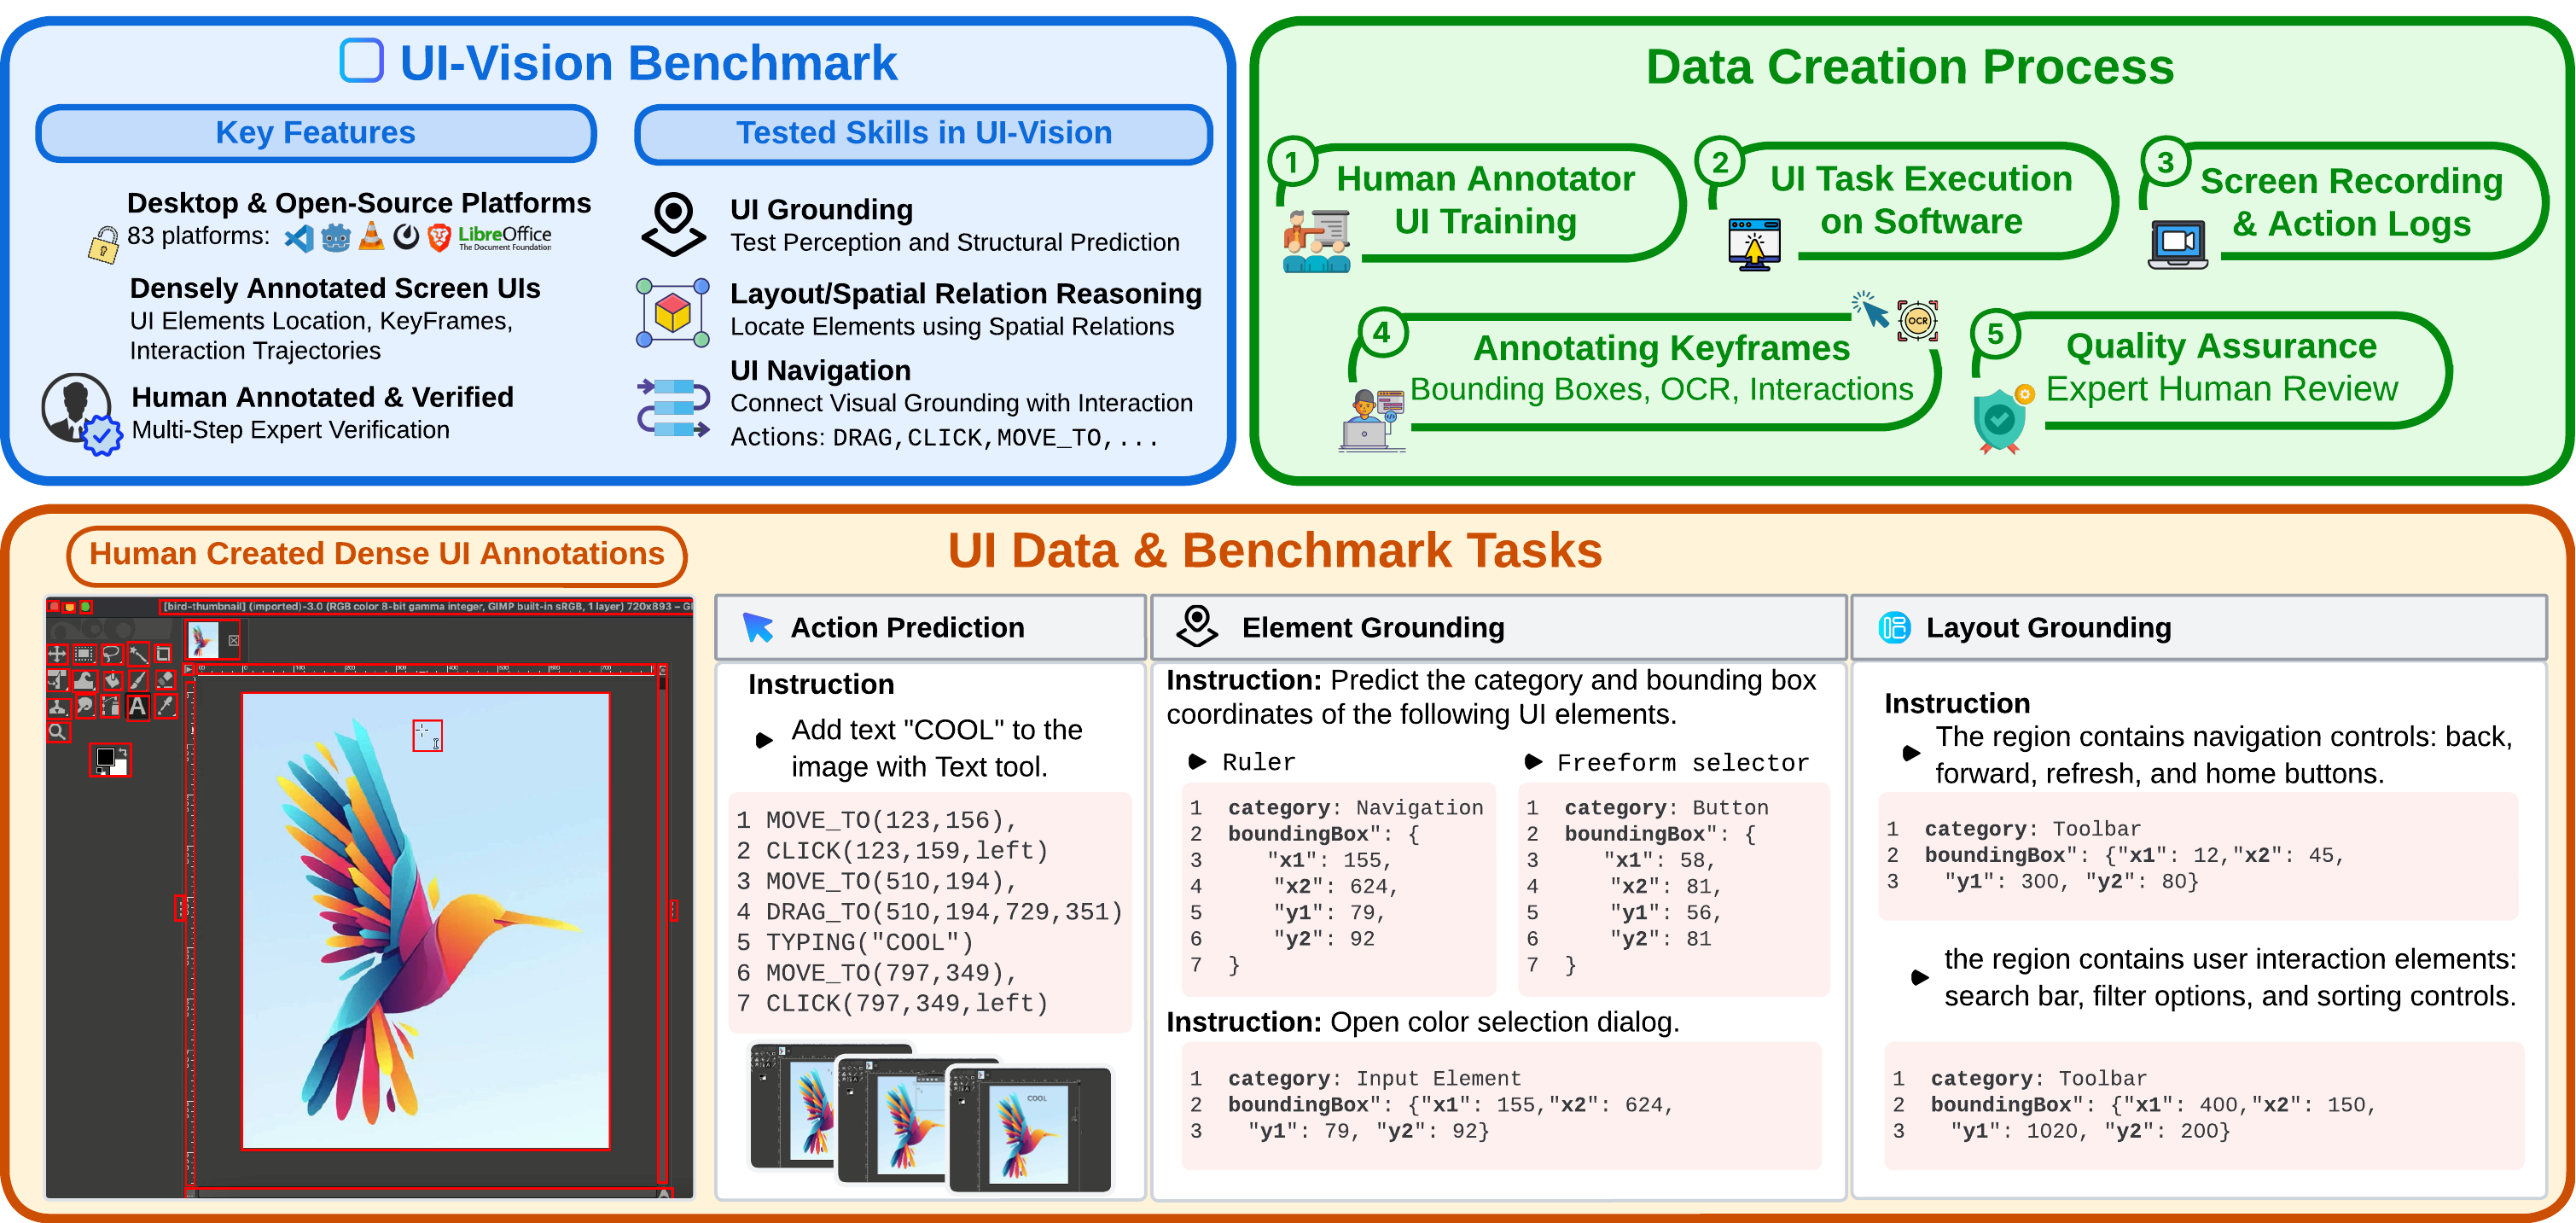 UI-Vision Benchmark
Key Features
Desktop & Open-Source Platforms
83 platforms:
LibreOffice
The Document Foundation
Densely Annotated Screen UIs
UI Elements Location, KeyFrames,
Interaction Trajectories
Human Annotated & Verified
Multi-Step Expert Verification
Tested Skills in UI-Vision
UI Grounding
Test Perception and Structural Prediction
Layout/Spatial Relation Reasoning
Locate Elements using Spatial Relations
UI Navigation
Connect Visual Grounding with Interaction
Actions: DRAG,CLICK,MOVE_TO,...
Data Creation Process
1
Human Annotator
UI Training
2
UI Task Execution
on Software
3
Screen Recording
& Action Logs
4
OCR
Annotating Keyframes
Bounding Boxes, OCR, Interactions
5
Quality Assurance
Expert Human Review
UI Data & Benchmark Tasks
Human Created Dense UI Annotations
[bird-thumbnail] (imported)-3.0 (RGB color 8-bit gamma integer, GIMP built-in sRGB, 1 layer) 720x893 –
A
Action Prediction
Instruction
Add text "COOL" to the
image with Text tool.
1 MOVE_TO(123,156),
2 CLICK(123,159,left)
3 MOVE_TO(510,194),
4 DRAG_TO(510,194,729,351)
5 TYPING("COOL")
6 MOVE_TO(797,349),
7 CLICK(797,349,left)
COOL
Element Grounding
Instruction: Predict the category and bounding box
coordinates of the following UI elements.
Ruler
1 category: Navigation
2 boundingBox": {
3 "x1": 155,
4 "x2": 624,
5 "y1": 79,
6 "y2": 92
7 }
Freeform selector
1 category: Button
2 boundingBox": {
3 "x1": 58,
4 "x2": 81,
5 "y1": 56,
6 "y2": 81
7 }
Instruction: Open color selection dialog.
1 category: Input Element
2 boundingBox": {"x1": 155,"x2": 624,
3 "y1": 79, "y2": 92}
Layout Grounding
Instruction
The region contains navigation controls: back,
forward, refresh, and home buttons.
1 category: Toolbar
2 boundingBox": {"x1": 12,"x2": 45,
3 "y1": 300, "y2": 80}
the region contains user interaction elements:
search bar, filter options, and sorting controls.
1 category: Toolbar
2 boundingBox": {"x1": 400,"x2": 150,
3 "y1": 1020, "y2": 200}